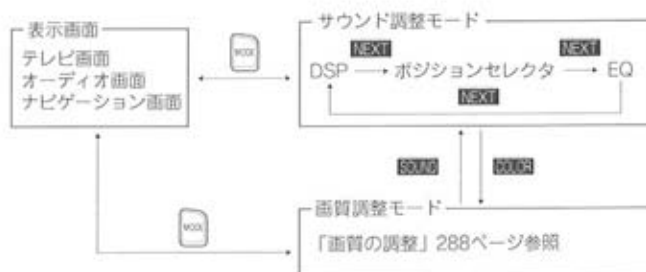 表示画面
テレビ画面
オーディオ画面
ナビゲーション画面
MODE
サウンド調整モード
NEXT
NEXT
DSP
ポジションセレクタ
EQ
NEXT
SOUND
COLOR
MODE
画質調整モード
「画質の調整」288ページ参照